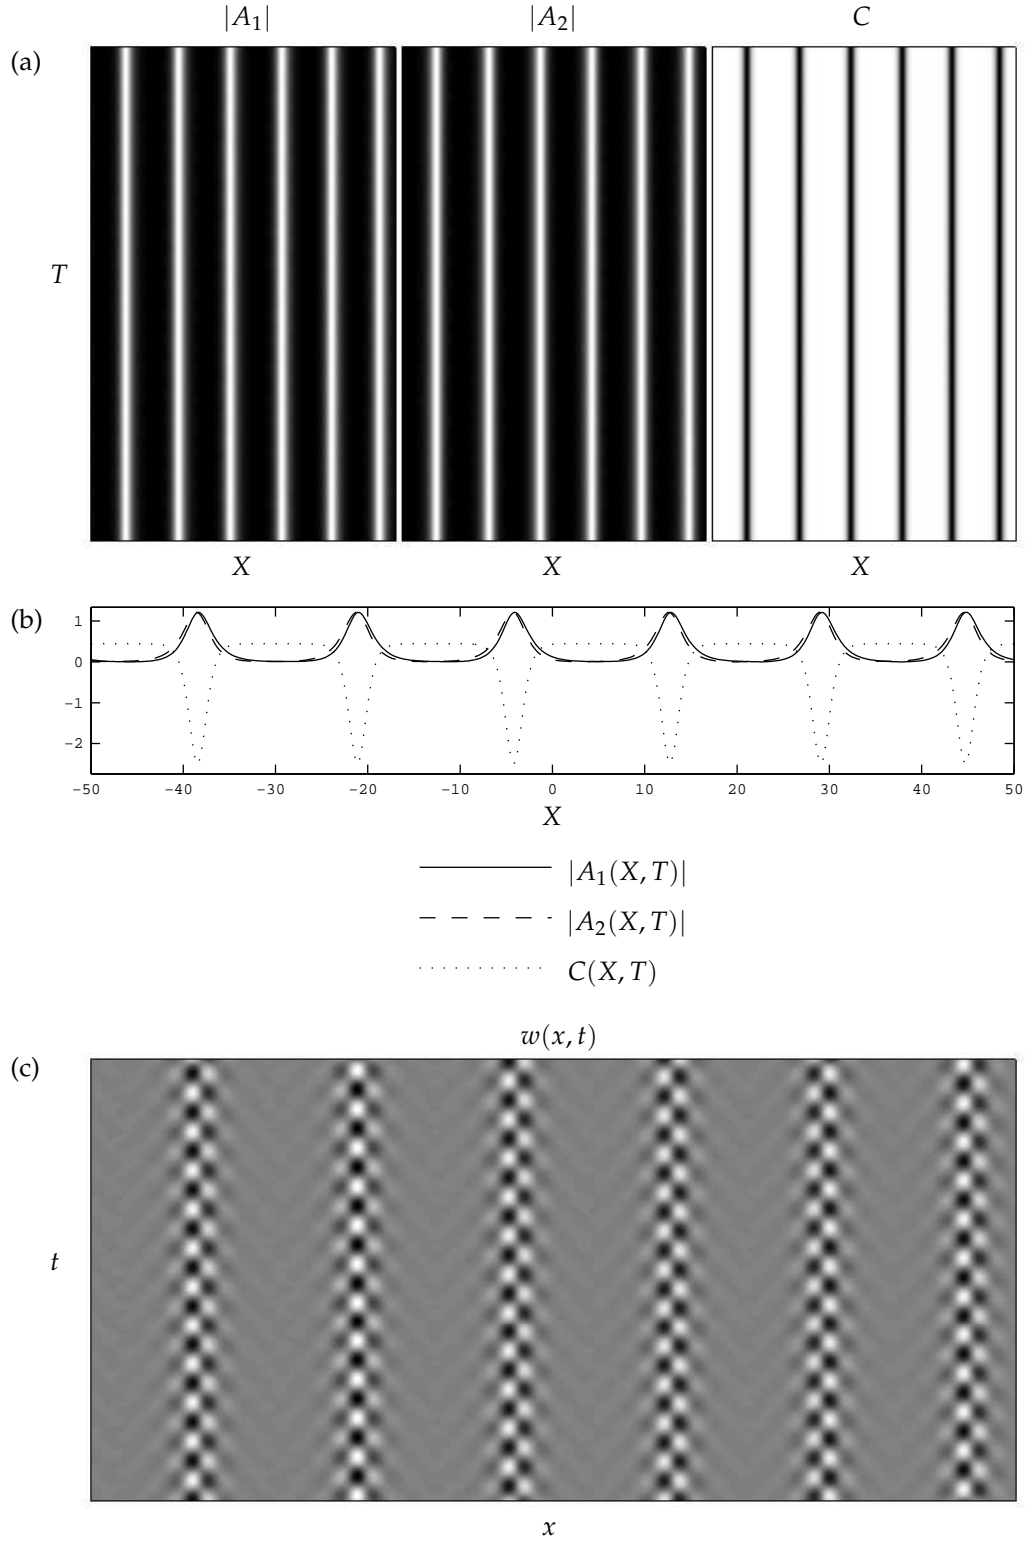 |A₁| |A₂| C
(a)
T
X X X
(b)
1
0
−1
−2
−50 −40 −30 −20 −10 0 10 20 30 40 50
X
|A₁(X, T)|
|A₂(X, T)|
C(X, T)
w(x, t)
(c)
t
x